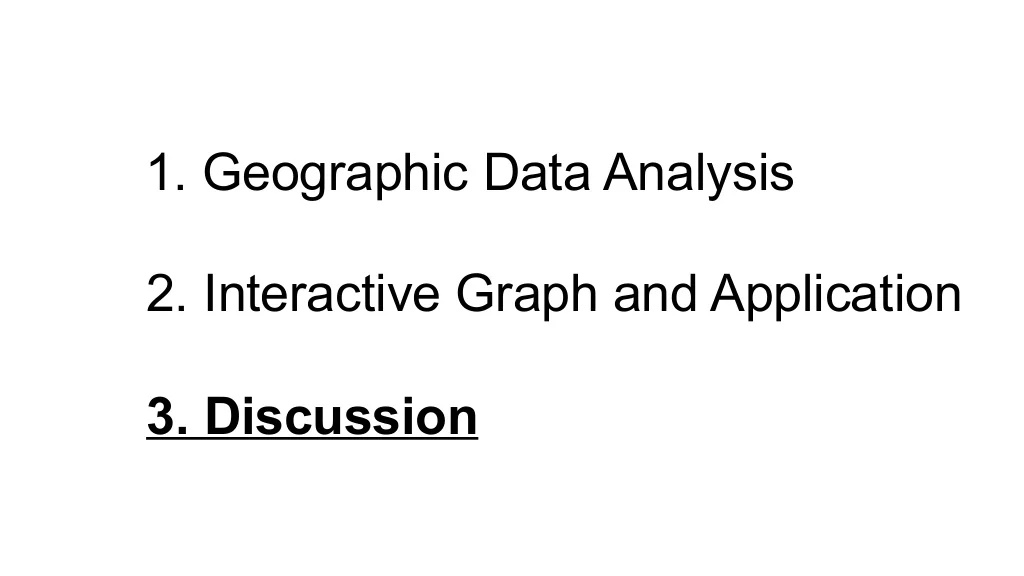 1. Geographic Data Analysis
2. Interactive Graph and Application
3. Discussion